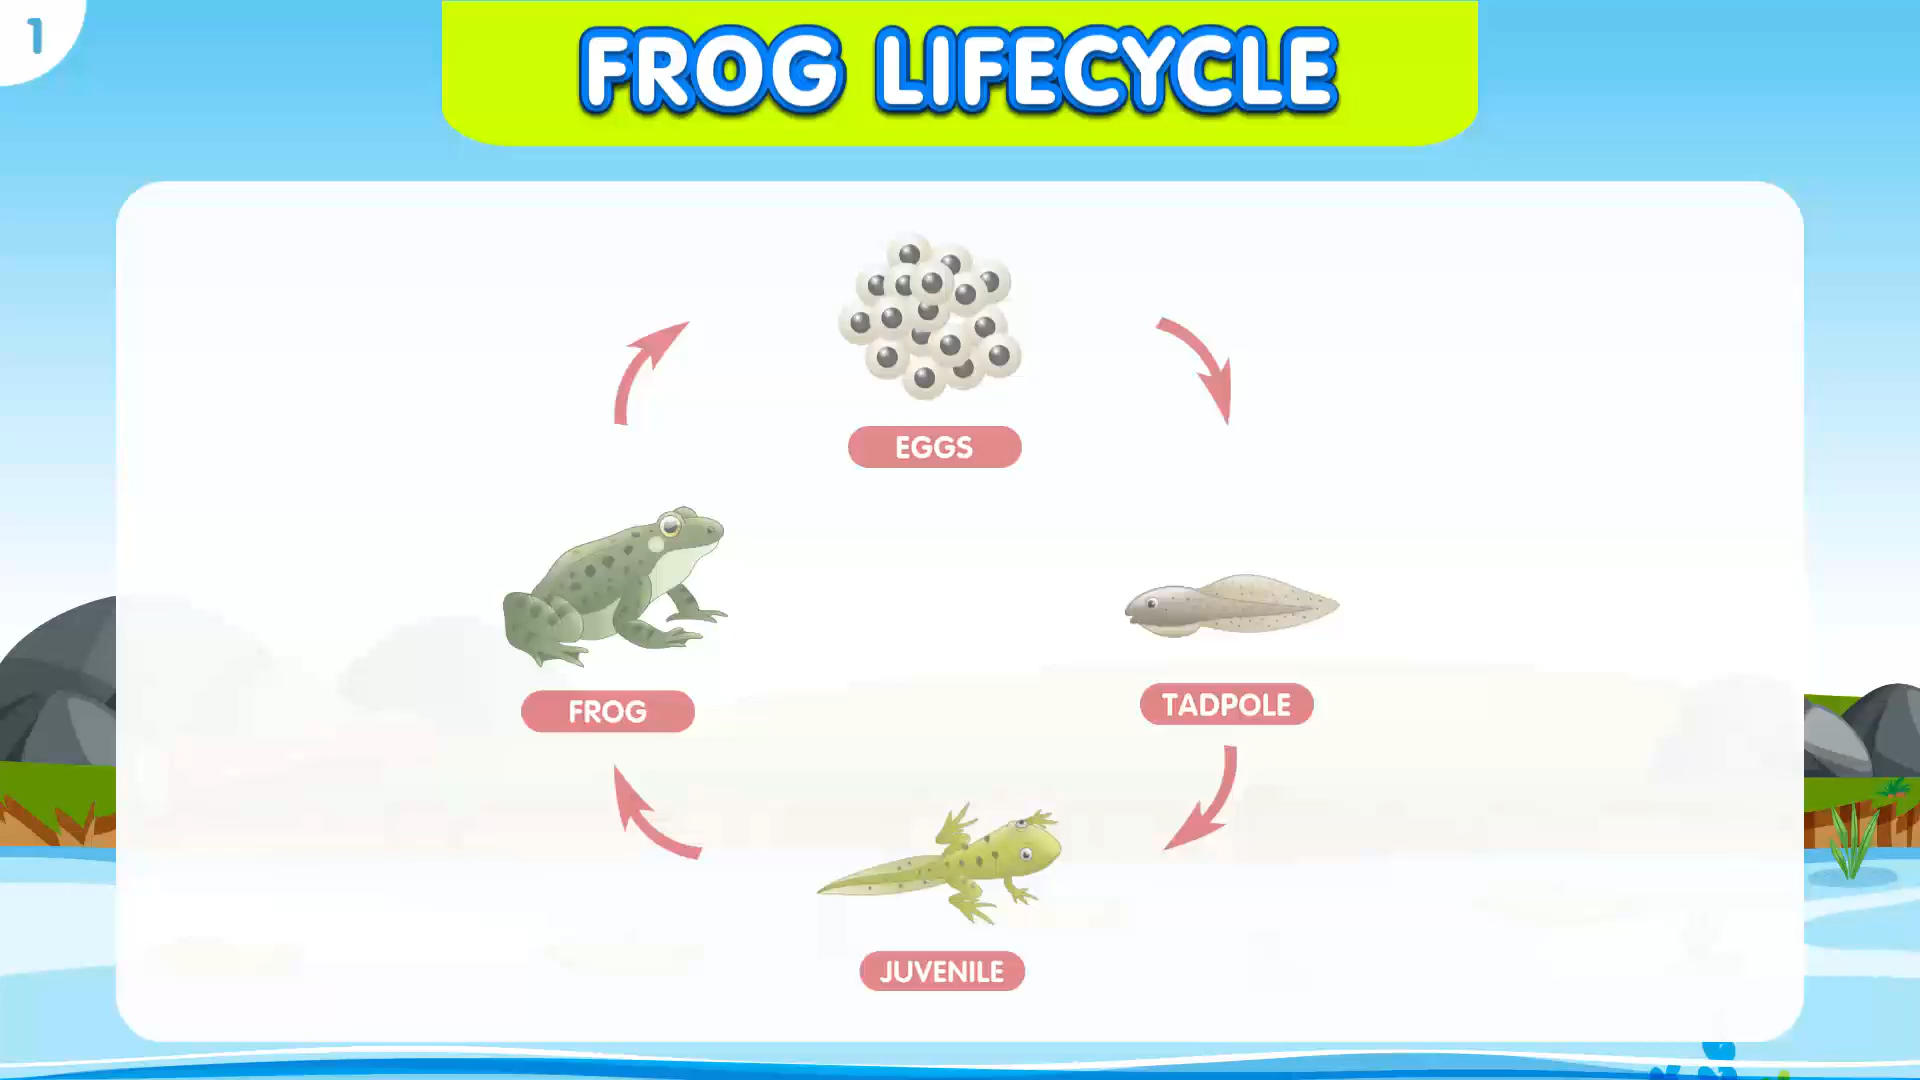 1
FROG LIFECYCLE
EGGS
FROG
TADPOLE
JUVENILE